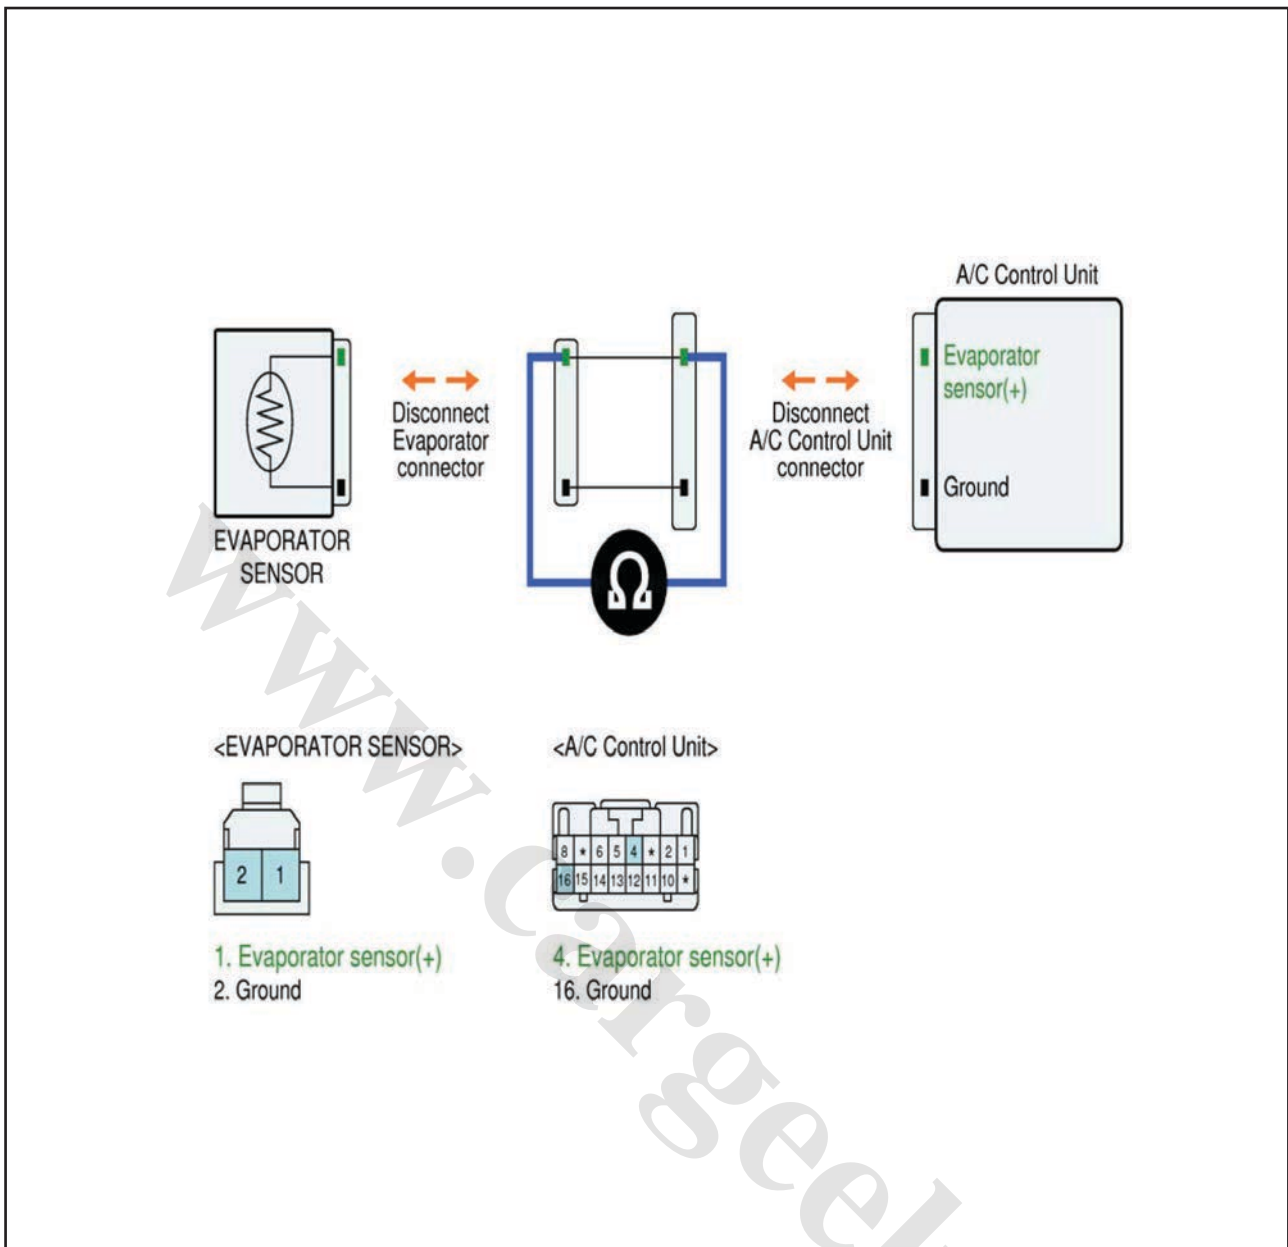 A/C Control Unit
Evaporator
sensor(+)
Ground
Disconnect
Evaporator
connector
Disconnect
A/C Control Unit
connector
EVAPORATOR
SENSOR
Ω
<EVAPORATOR SENSOR>
<A/C Control Unit>
8 * 6 5 4 * 2 1
16 15 14 13 12 11 10 *
2 1
1. Evaporator sensor(+)
2. Ground
4. Evaporator sensor(+)
16. Ground
www.cargeek